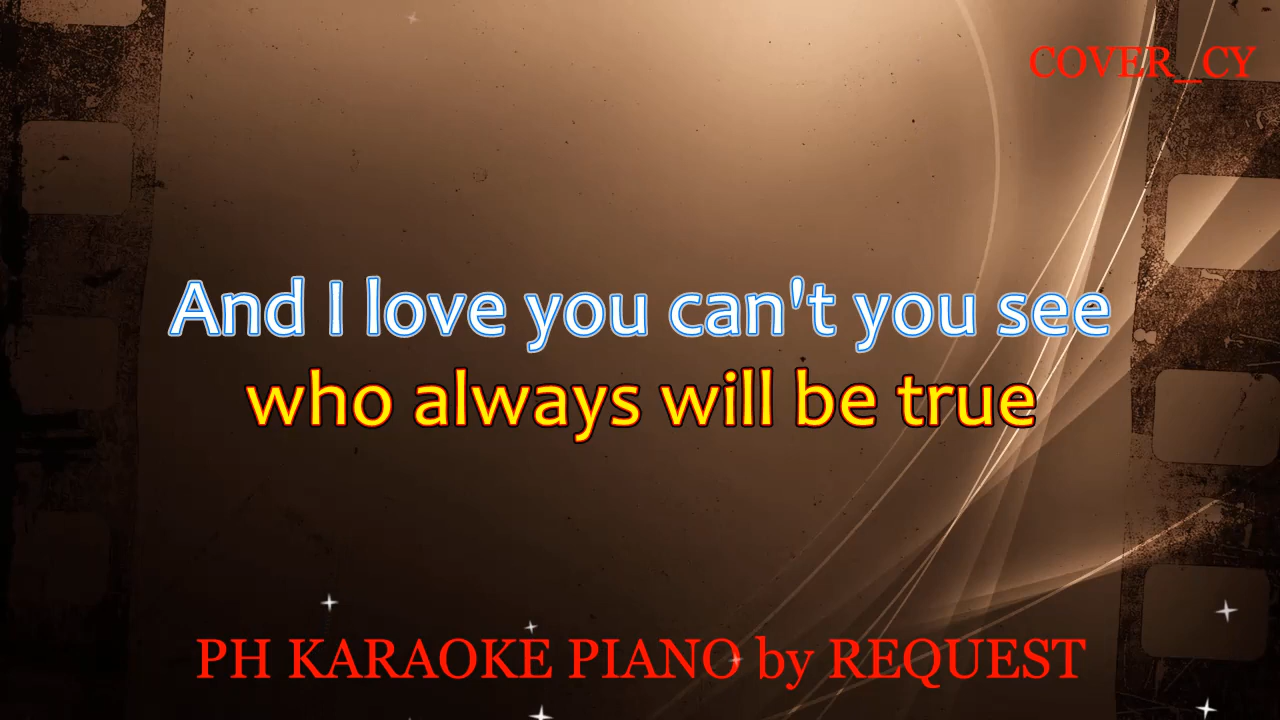 COVER_CY
And I love you can't you see
who always will be true
PH KARAOKE PIANO by REQUEST